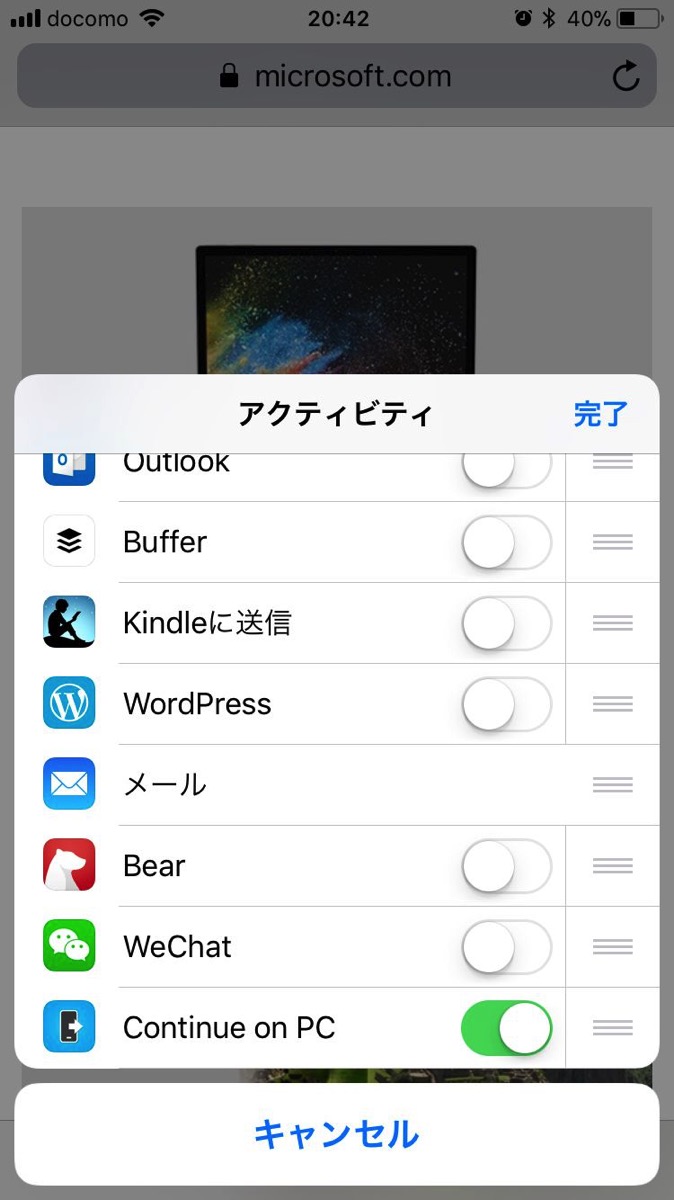 docomo 20:42 40%
microsoft.com
アクティビティ 完了
Outlook
Buffer
Kindleに送信
WordPress
メール
Bear
WeChat
Continue on PC
キャンセル